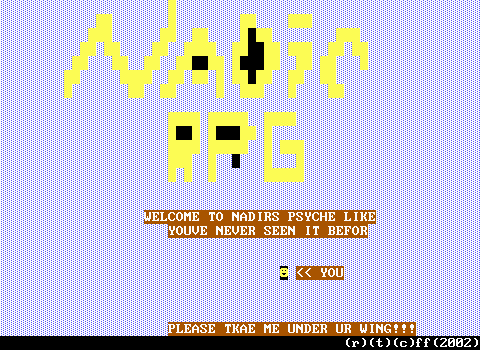 NADir
RPG
WELCOME TO NADIRS PSYCHE LIKE
YOUVE NEVER SEEN IT BEFOR
<< YOU
PLEASE TKAE ME UNDER UR WING!!!
(r)(t)(c)ff(2002)